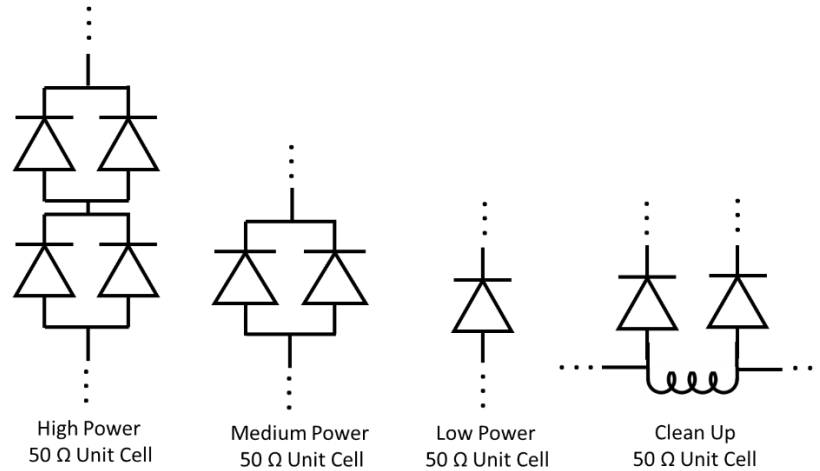 High Power
50 Ω Unit Cell
Medium Power
50 Ω Unit Cell
Low Power
50 Ω Unit Cell
Clean Up
50 Ω Unit Cell